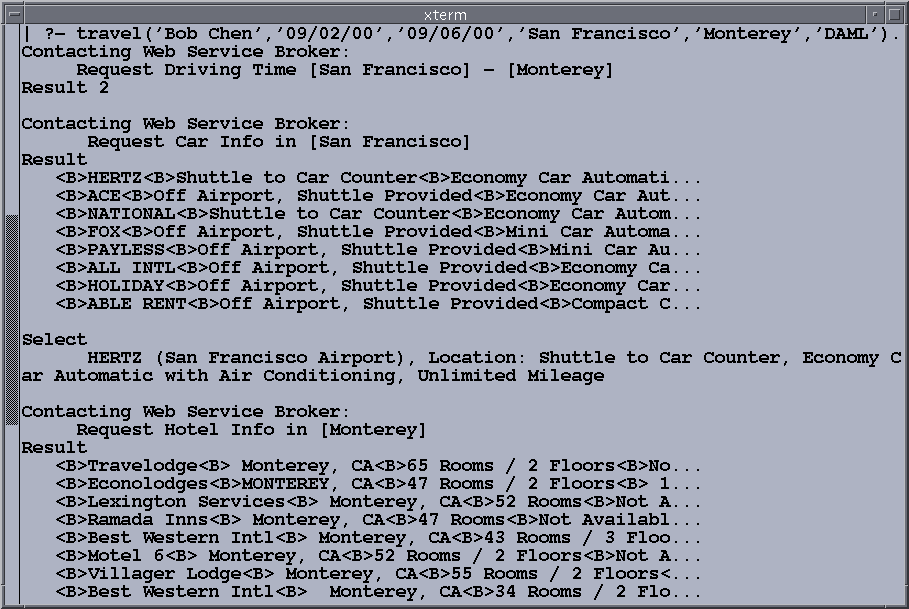 xterm
| ?- travel('Bob Chen','09/02/00','09/06/00','San Francisco','Monterey','DAML').
Contacting Web Service Broker:
     Request Driving Time [San Francisco] - [Monterey]
Result 2

Contacting Web Service Broker:
      Request Car Info in [San Francisco]
Result
   <B>HERTZ<B>Shuttle to Car Counter<B>Economy Car Automati...
   <B>ACE<B>Off Airport, Shuttle Provided<B>Economy Car Aut...
   <B>NATIONAL<B>Shuttle to Car Counter<B>Economy Car Autom...
   <B>FOX<B>Off Airport, Shuttle Provided<B>Mini Car Automa...
   <B>PAYLESS<B>Off Airport, Shuttle Provided<B>Mini Car Au...
   <B>ALL INTL<B>Off Airport, Shuttle Provided<B>Economy Ca...
   <B>HOLIDAY<B>Off Airport, Shuttle Provided<B>Economy Car...
   <B>ABLE RENT<B>Off Airport, Shuttle Provided<B>Compact C...

Select
      HERTZ (San Francisco Airport), Location: Shuttle to Car Counter, Economy C
ar Automatic with Air Conditioning, Unlimited Mileage

Contacting Web Service Broker:
     Request Hotel Info in [Monterey]
Result
   <B>Travelodge<B> Monterey, CA<B>65 Rooms / 2 Floors<B>No...
   <B>Econolodges<B>MONTEREY, CA<B>47 Rooms / 2 Floors<B> 1...
   <B>Lexington Services<B> Monterey, CA<B>52 Rooms<B>Not A...
   <B>Ramada Inns<B> Monterey, CA<B>47 Rooms<B>Not Availabl...
   <B>Best Western Intl<B> Monterey, CA<B>43 Rooms / 3 Floo...
   <B>Motel 6<B> Monterey, CA<B>52 Rooms / 2 Floors<B>Not A...
   <B>Villager Lodge<B> Monterey, CA<B>55 Rooms / 2 Floors<...
   <B>Best Western Intl<B>  Monterey, CA<B>34 Rooms / 2 Flo...